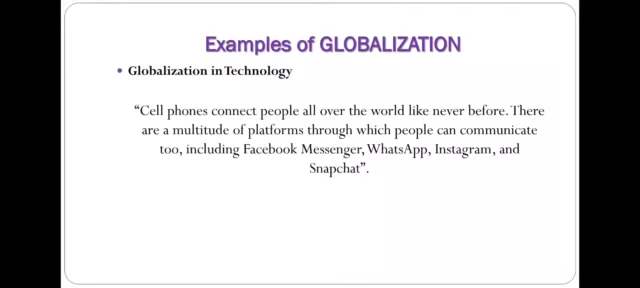 Examples of GLOBALIZATION
• Globalization in Technology
“Cell phones connect people all over the world like never before. There
are a multitude of platforms through which people can communicate
too, including Facebook Messenger, WhatsApp, Instagram, and
Snapchat”.